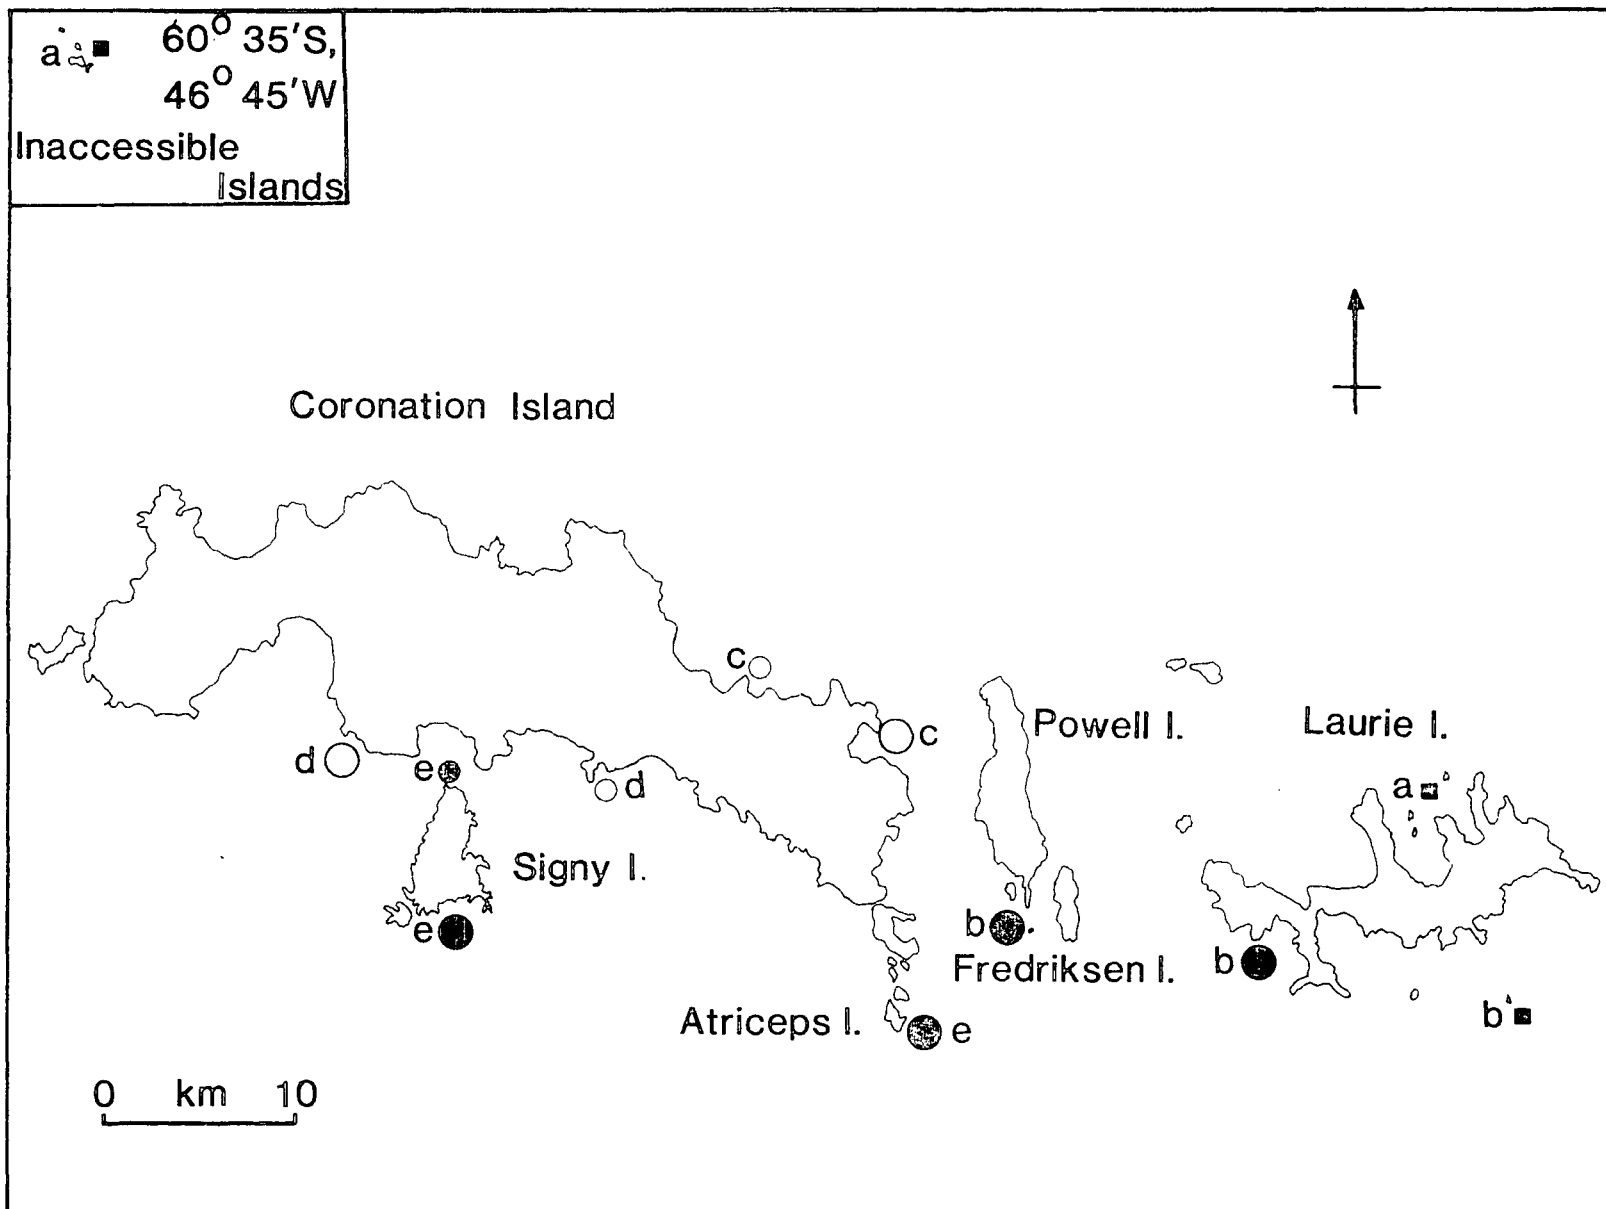 a 60° 35'S,
46° 45'W
Inaccessible
Islands
Coronation Island
c
c
Powell I.
Laurie I.
d
e
d
a
Signy I.
e
b
b
Fredriksen I.
Atriceps I.
e
b
0 km 10